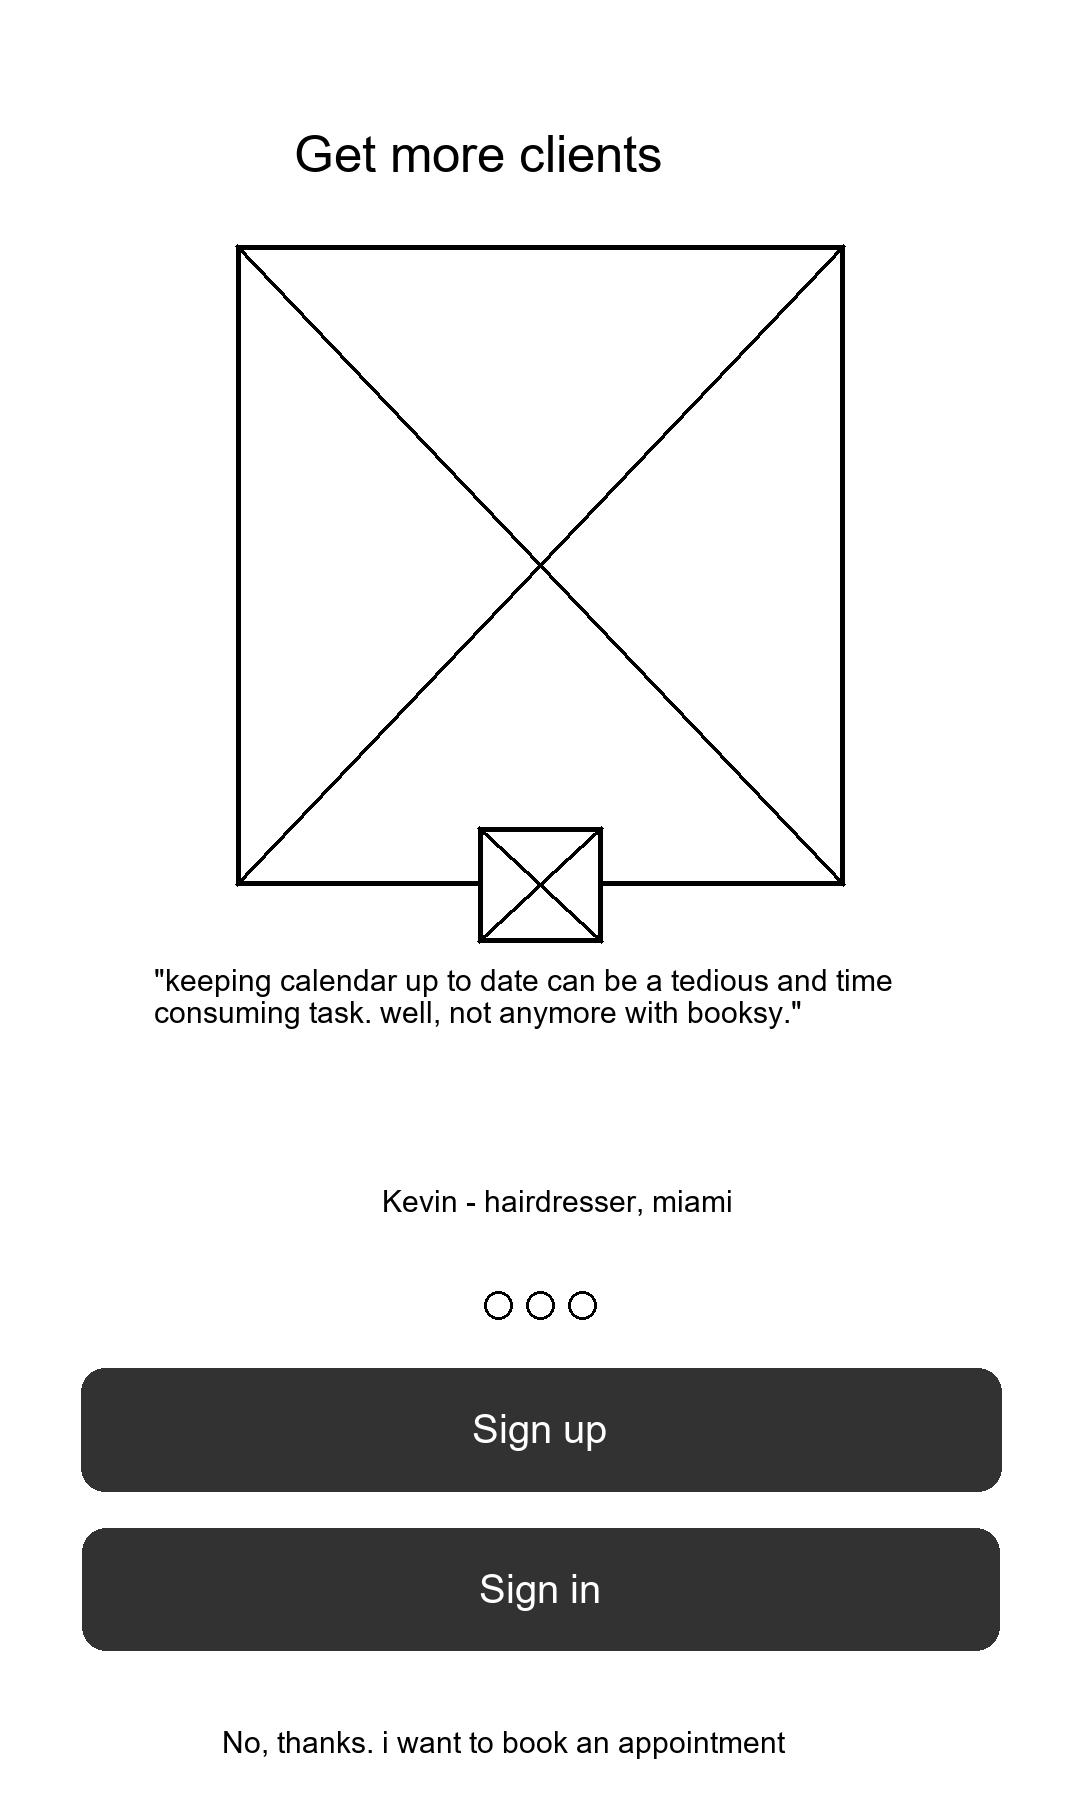 Get more clients
"keeping calendar up to date can be a tedious and time
consuming task. well, not anymore with booksy."
Kevin - hairdresser, miami
Sign up
Sign in
No, thanks. i want to book an appointment